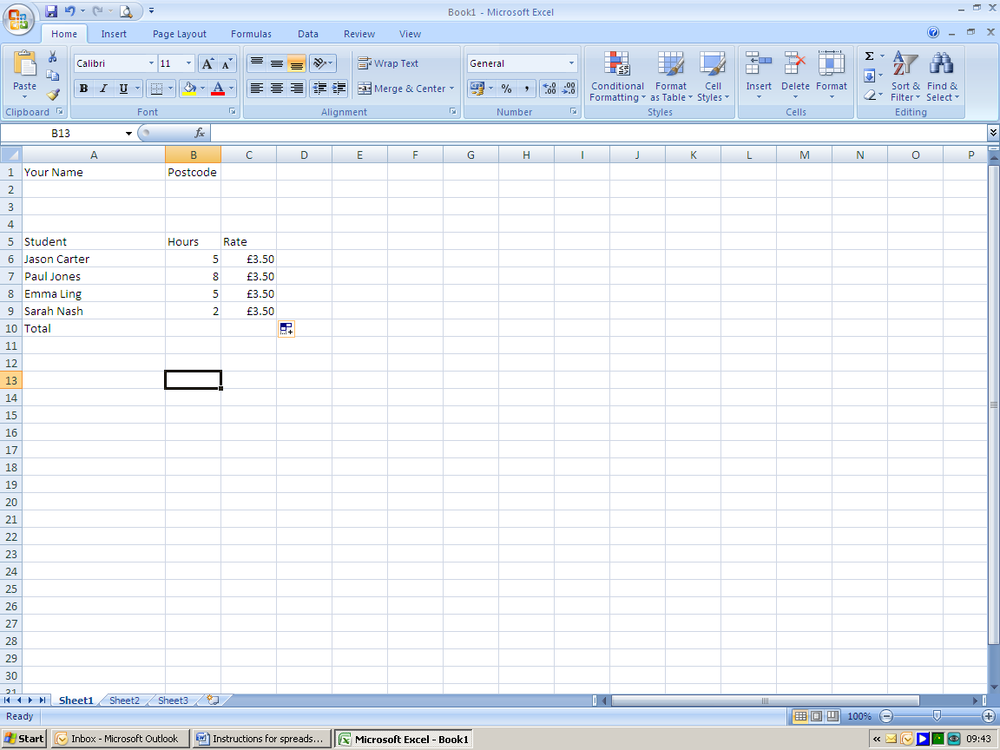 Book1 - Microsoft Excel
Home Insert Page Layout Formulas Data Review View
Paste Calibri 11 A A Wrap Text General Conditional Formatting Format as Table Cell Styles Insert Delete Format Σ Sort & Filter Find & Select
B I U A Merge & Center % , .0 .00 .00 .0
Clipboard Font Alignment Number Styles Cells Editing
B13 fx
A B C D E F G H I J K L M N O P
1 Your Name Postcode
2
3
4
5 Student Hours Rate
6 Jason Carter 5 £3.50
7 Paul Jones 8 £3.50
8 Emma Ling 5 £3.50
9 Sarah Nash 2 £3.50
10 Total
11
12
13
14
15
16
17
18
19
20
21
22
23
24
25
26
27
28
29
30
31
Sheet1 Sheet2 Sheet3
Ready 100%
Start Inbox - Microsoft Outlook Instructions for spreads... Microsoft Excel - Book1 « 09:43